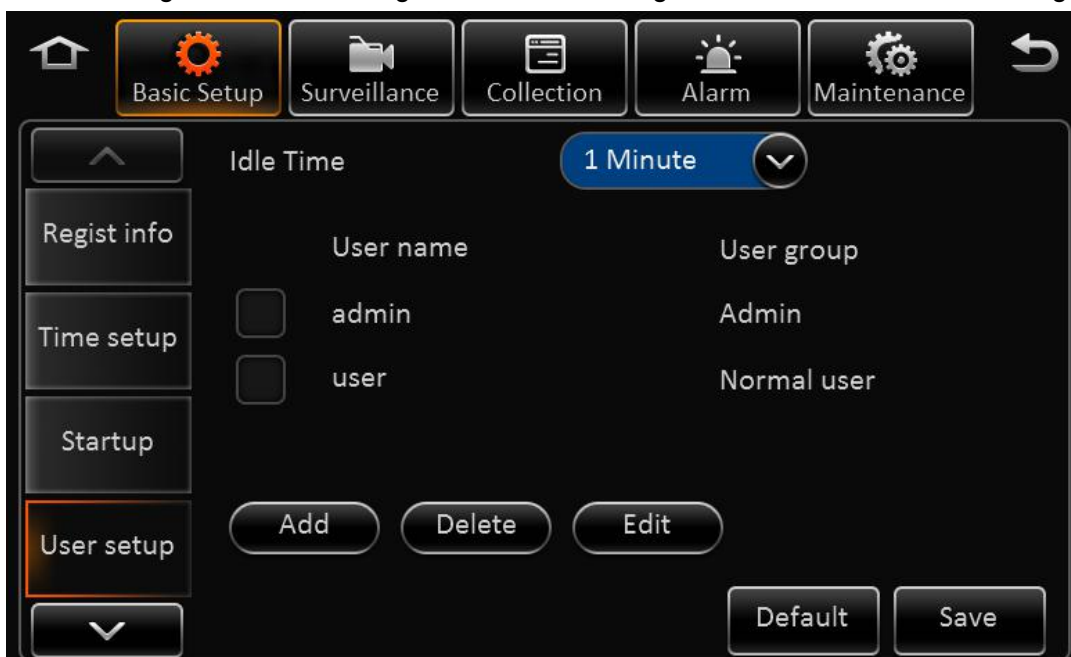 Basic Setup Surveillance Collection Alarm Maintenance
Idle Time 1 Minute
Regist info
User name User group
Time setup
admin Admin
user Normal user
Startup
User setup
Add Delete Edit
Default Save